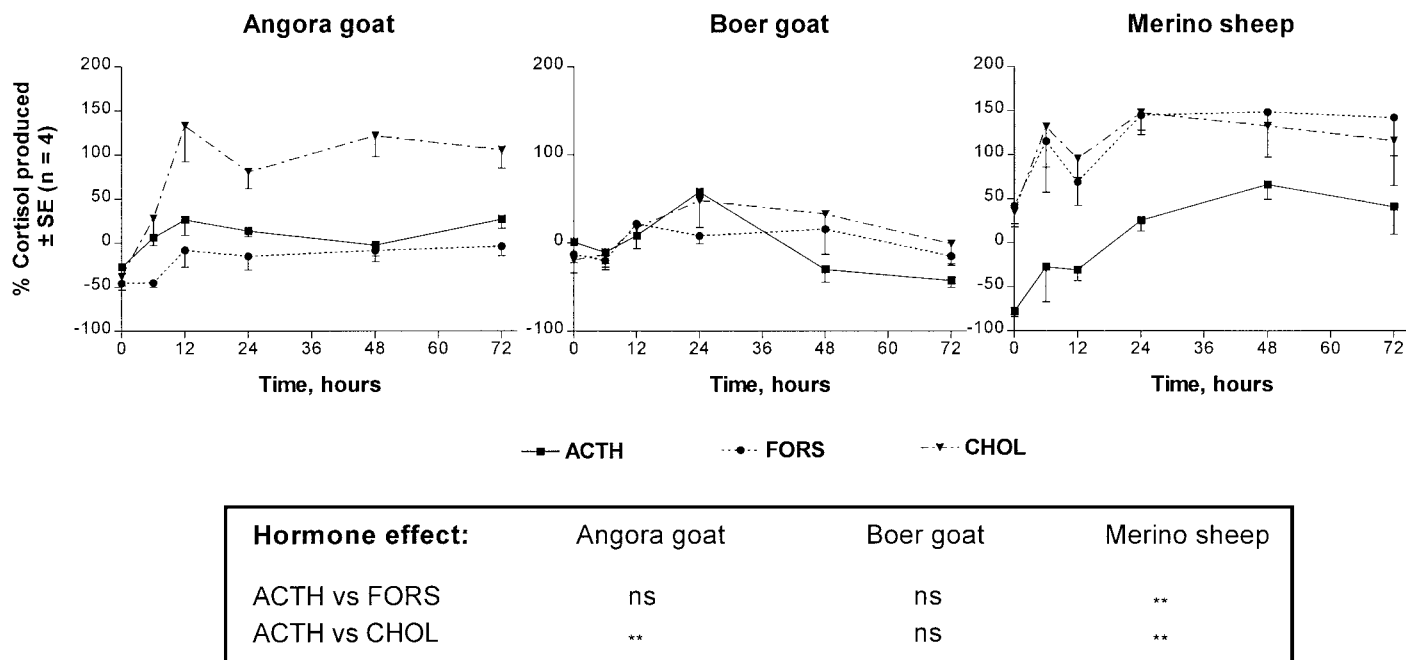 Angora goat
Boer goat
Merino sheep
% Cortisol produced
± SE (n = 4)
200
150
100
50
0
-50
-100
0 12 24 36 48 60 72
Time, hours
200
100
0
-100
0 12 24 36 48 60 72
Time, hours
200
150
100
50
0
-50
-100
0 12 24 36 48 60 72
Time, hours
ACTH FORS CHOL
Hormone effect: Angora goat Boer goat Merino sheep
ACTH vs FORS ns ns **
ACTH vs CHOL ** ns **